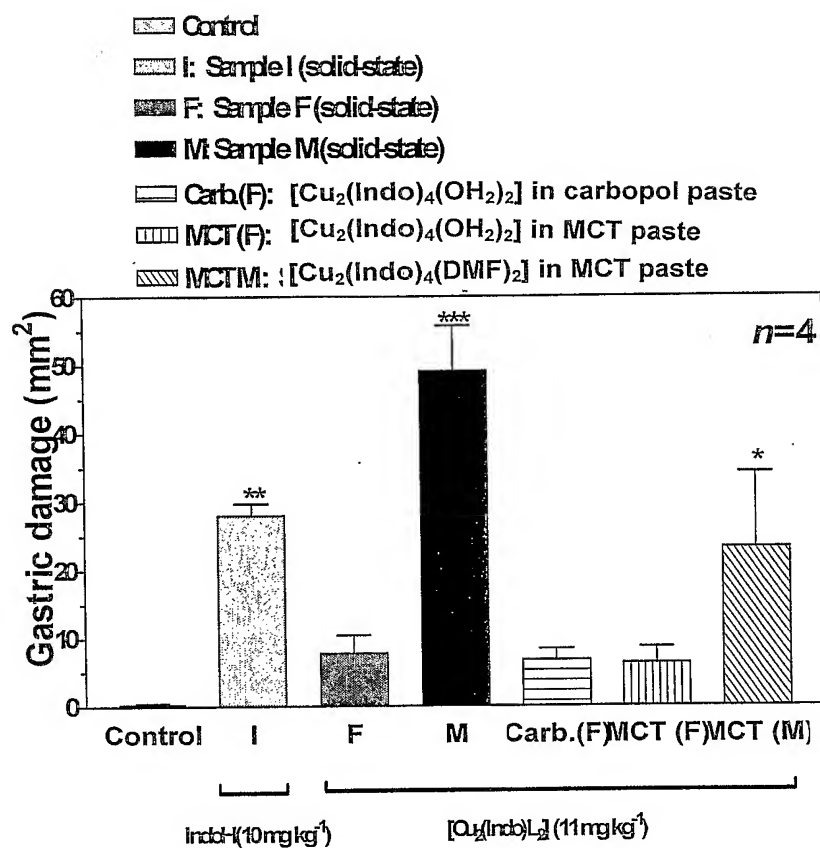 Control
I: Sample I (solid-state)
F: Sample F (solid-state)
M: Sample M (solid-state)
Carb.(F): [Cu₂(Indo)₄(OH₂)₂] in carbopol paste
MCT(F): [Cu₂(Indo)₄(OH₂)₂] in MCT paste
MCTM: [Cu₂(Indo)₄(DMF)₂] in MCT paste
60
50
40
30
20
10
0
Gastric damage (mm²)
n=4
**
***
*
Control I F M Carb.(F) MCT (F) MCT (M)
IndoH (10 mg kg⁻¹) [Cu₂(Indo)₄L₂] (11 mg kg⁻¹)